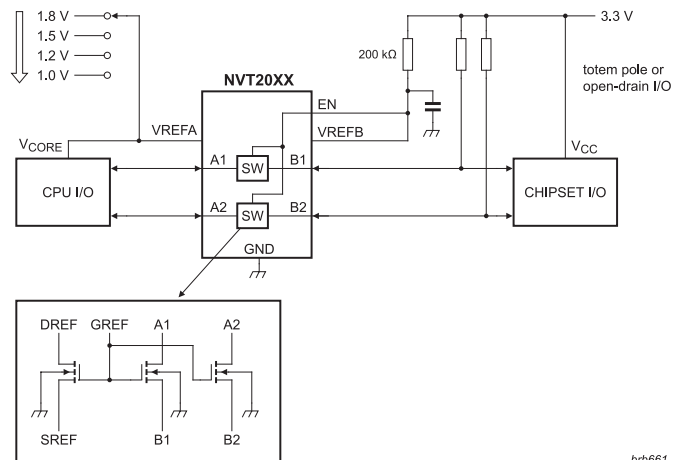 1.8 V
1.5 V
1.2 V
1.0 V
3.3 V
200 kΩ
totem pole or
open-drain I/O
NVT20XX
EN
VREFA
VREFB
VCORE
VCC
A1
SW
B1
CPU I/O
CHIPSET I/O
A2
SW
B2
GND
DREF
GREF
A1
A2
SREF
B1
B2
brb661